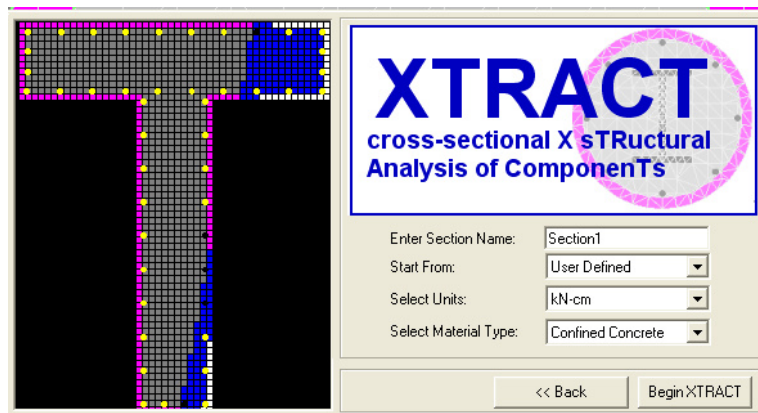 XTRACT
cross-sectional X sTRuctural
Analysis of ComponenTs
Enter Section Name: Section1
Start From: User Defined
Select Units: kN-cm
Select Material Type: Confined Concrete
<< Back Begin XTRACT